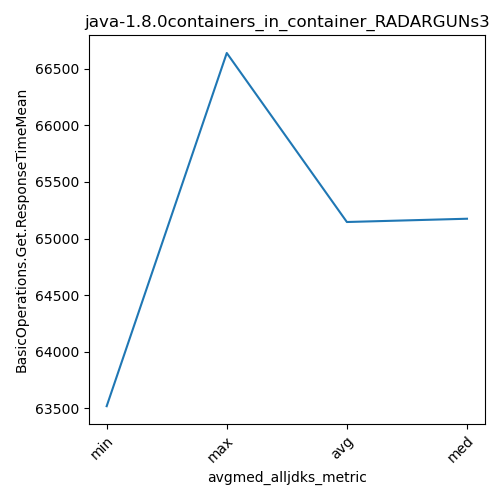 java-1.8.0containers_in_container_RADARGUNs3
66500
66000
65500
65000
64500
64000
63500
BasicOperations.Get.ResponseTimeMean
min
max
avg
med
avgmed_alljdks_metric